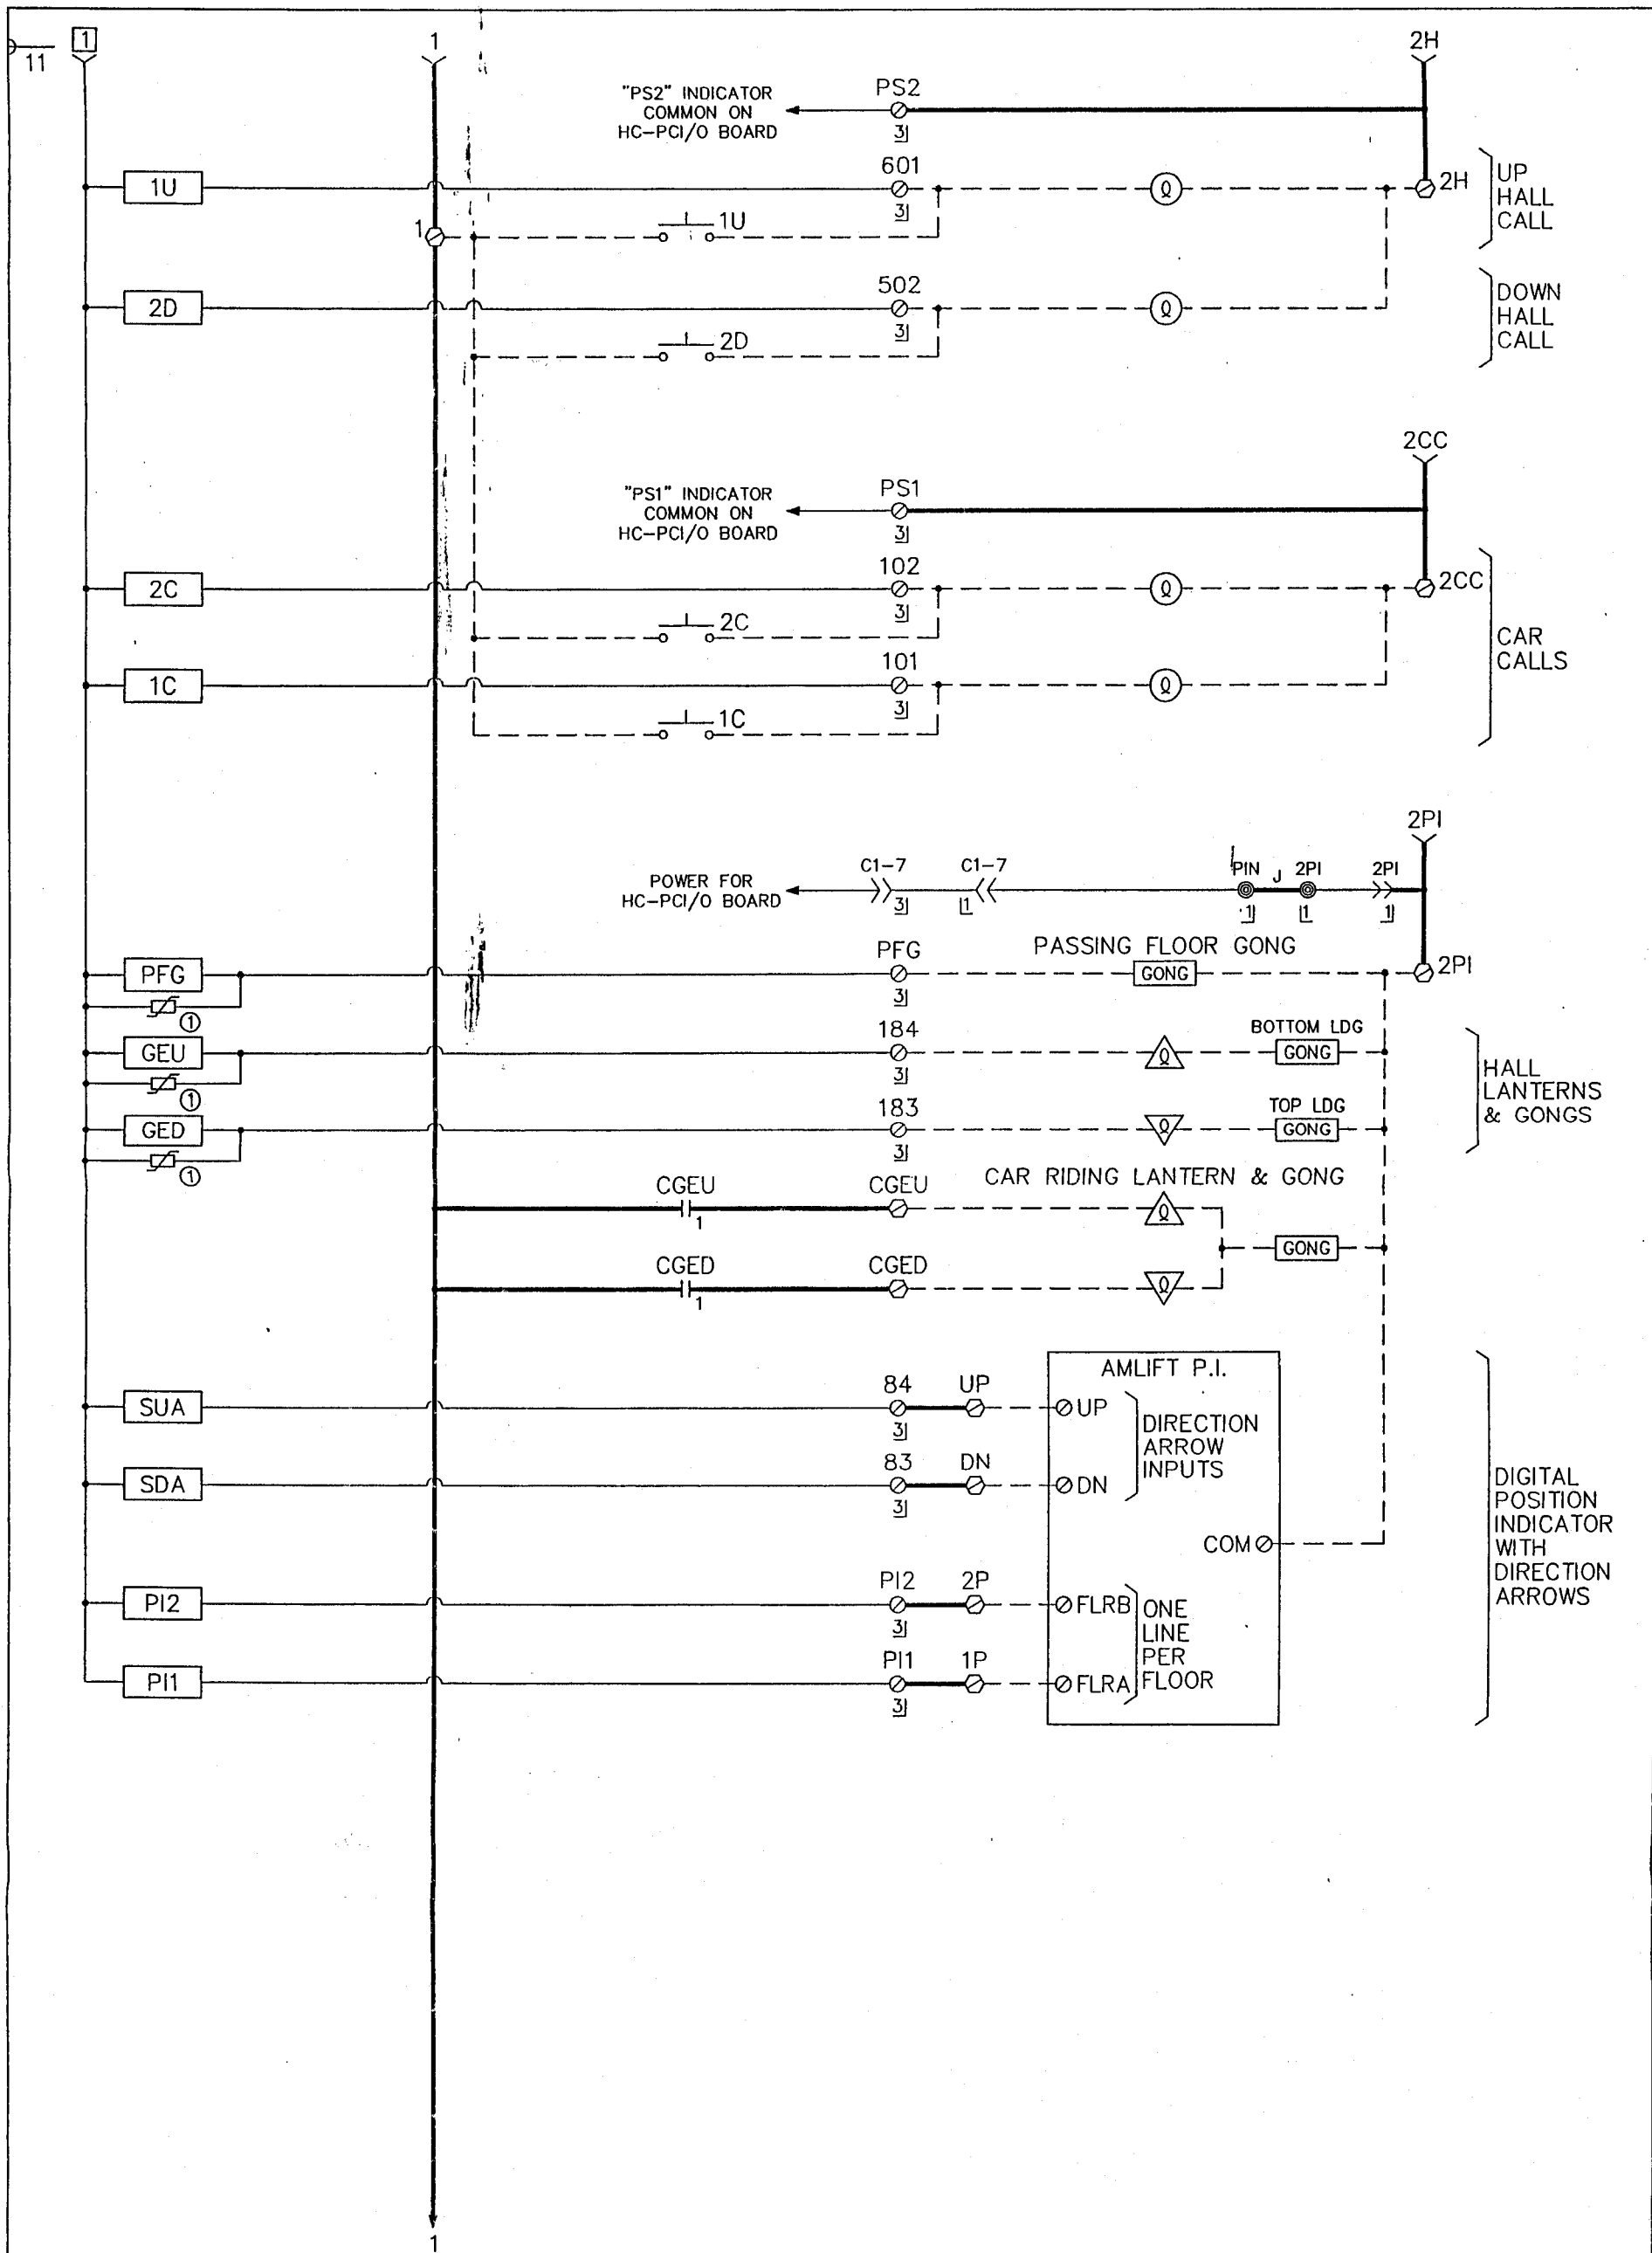 11
1
1
2H
"PS2" INDICATOR
COMMON ON
HC-PCI/O BOARD
PS2
3
1U
601
3
2H
UP
HALL
CALL
1
1U
2D
502
3
DOWN
HALL
CALL
2D
2CC
"PS1" INDICATOR
COMMON ON
HC-PCI/O BOARD
PS1
3
2C
102
3
2CC
2C
CAR
CALLS
1C
101
3
1C
2PI
POWER FOR
HC-PCI/O BOARD
C1-7
3
C1-7
1
PIN
1
J
2PI
1
2PI
1
PFG
1
PFG
3
PASSING FLOOR GONG
GONG
2PI
GEU
1
184
3
BOTTOM LDG
GONG
HALL
LANTERNS
& GONGS
GED
1
183
3
TOP LDG
GONG
CAR RIDING LANTERN & GONG
CGEU
1
CGEU
GONG
CGED
1
CGED
AMLIFT P.I.
SUA
84
3
UP
UP
DIRECTION
ARROW
INPUTS
SDA
83
3
DN
DN
COM
DIGITAL
POSITION
INDICATOR
WITH
DIRECTION
ARROWS
PI2
PI2
3
2P
FLRB
ONE
LINE
PER
FLOOR
PI1
PI1
3
1P
FLRA
1